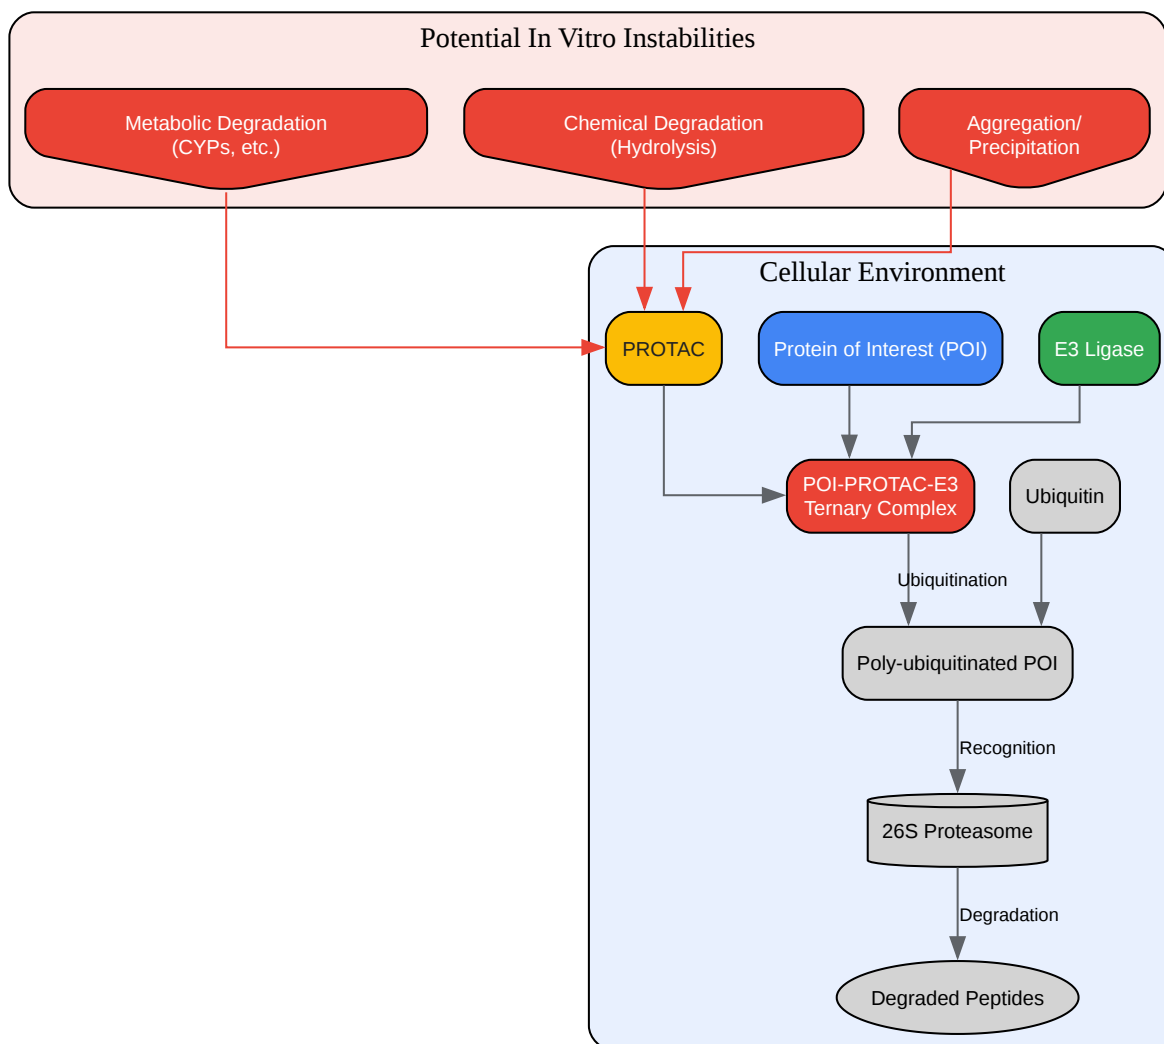 Potential In Vitro Instabilities
Metabolic Degradation
(CYPs, etc.)
Chemical Degradation
(Hydrolysis)
Aggregation/
Precipitation
Cellular Environment
PROTAC
Protein of Interest (POI)
E3 Ligase
POI-PROTAC-E3
Ternary Complex
Ubiquitin
Ubiquitination
Poly-ubiquitinated POI
Recognition
26S Proteasome
Degradation
Degraded Peptides